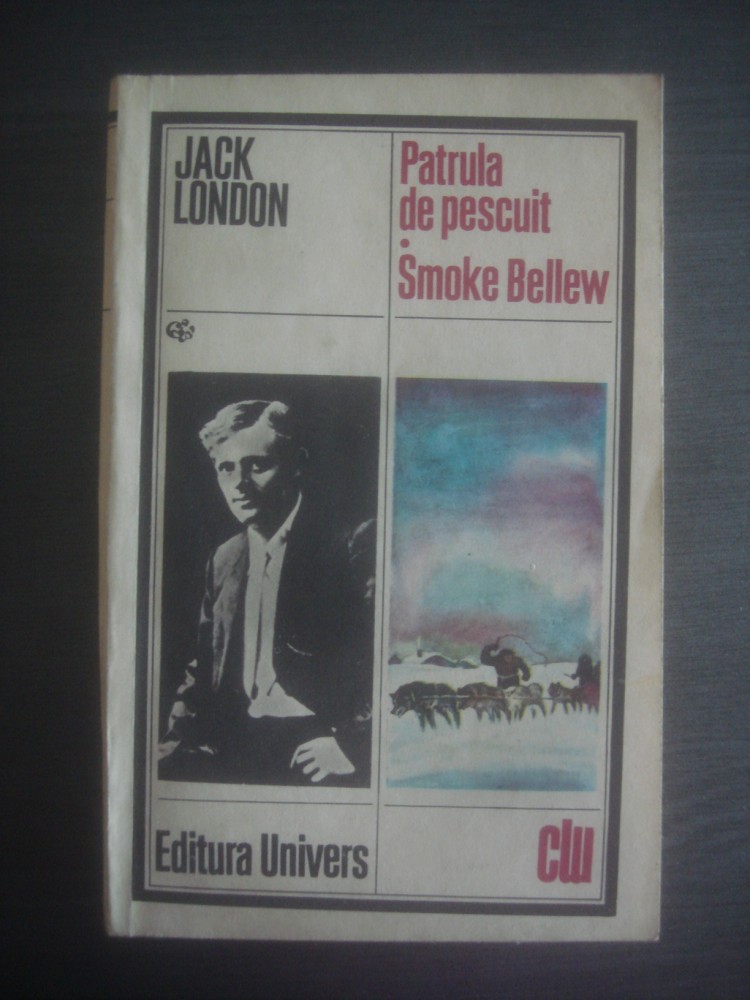 JACK
LONDON
Patrula
de pescuit
•
Smoke Bellew
Editura Univers
clu